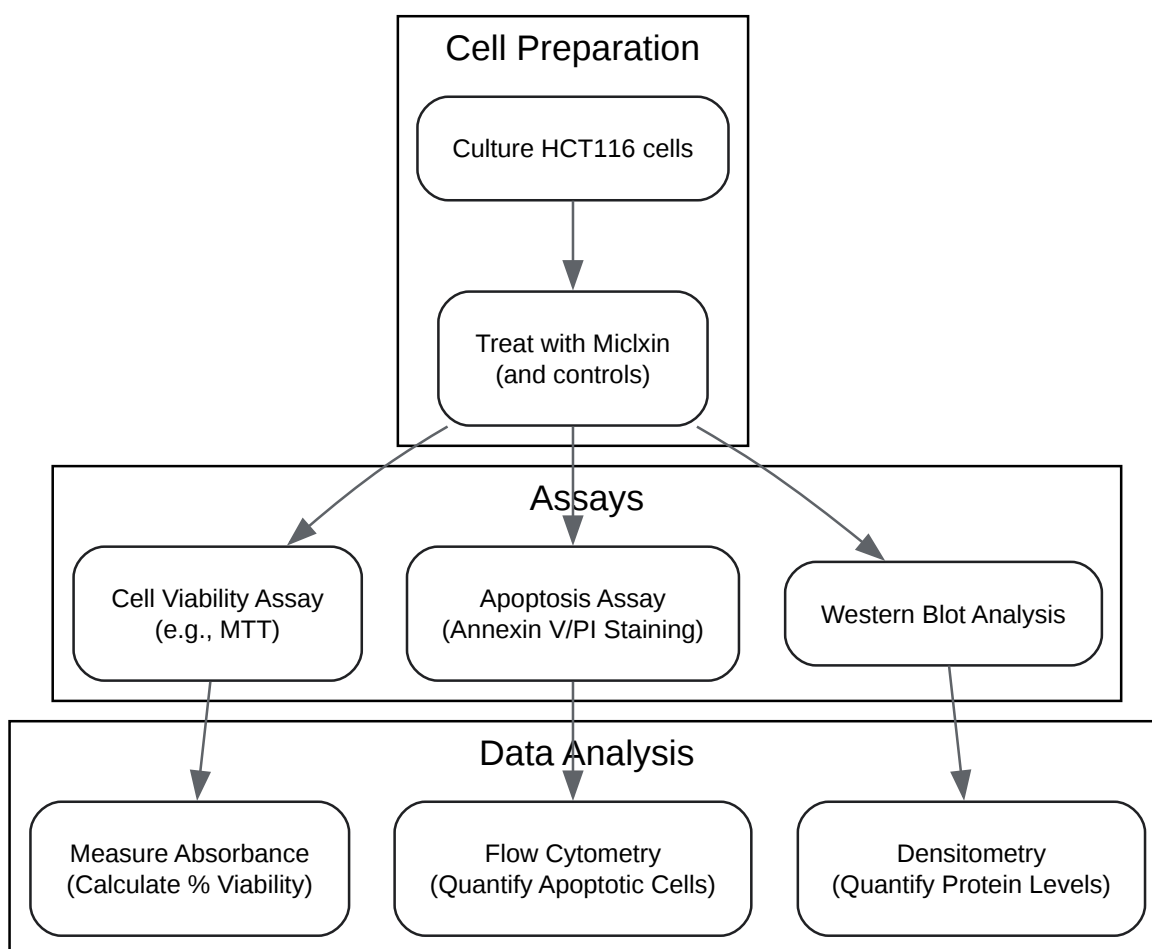 Cell Preparation
Culture HCT116 cells
Treat with Miclxin
(and controls)
Assays
Cell Viability Assay
(e.g., MTT)
Apoptosis Assay
(Annexin V/PI Staining)
Western Blot Analysis
Data Analysis
Measure Absorbance
(Calculate % Viability)
Flow Cytometry
(Quantify Apoptotic Cells)
Densitometry
(Quantify Protein Levels)